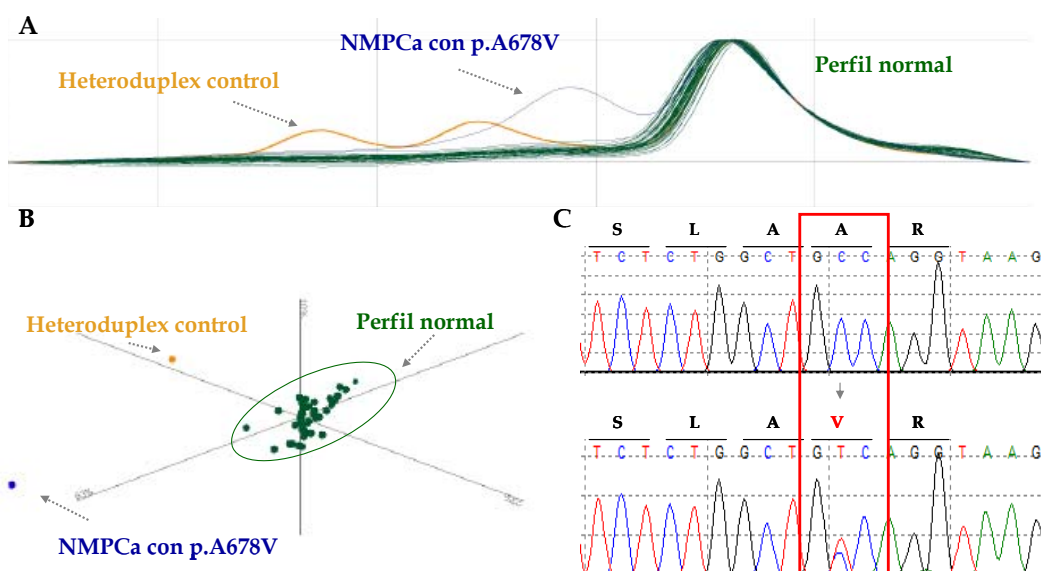 A
NMPCa con p.A678V
Heteroduplex control
Perfil normal
B
Heteroduplex control
Perfil normal
NMPCa con p.A678V
C
S L A A R
T C T C T G G C T G C C A G G T A A G
S L A V R
T C T C T G G C T G T C A G G T A A G